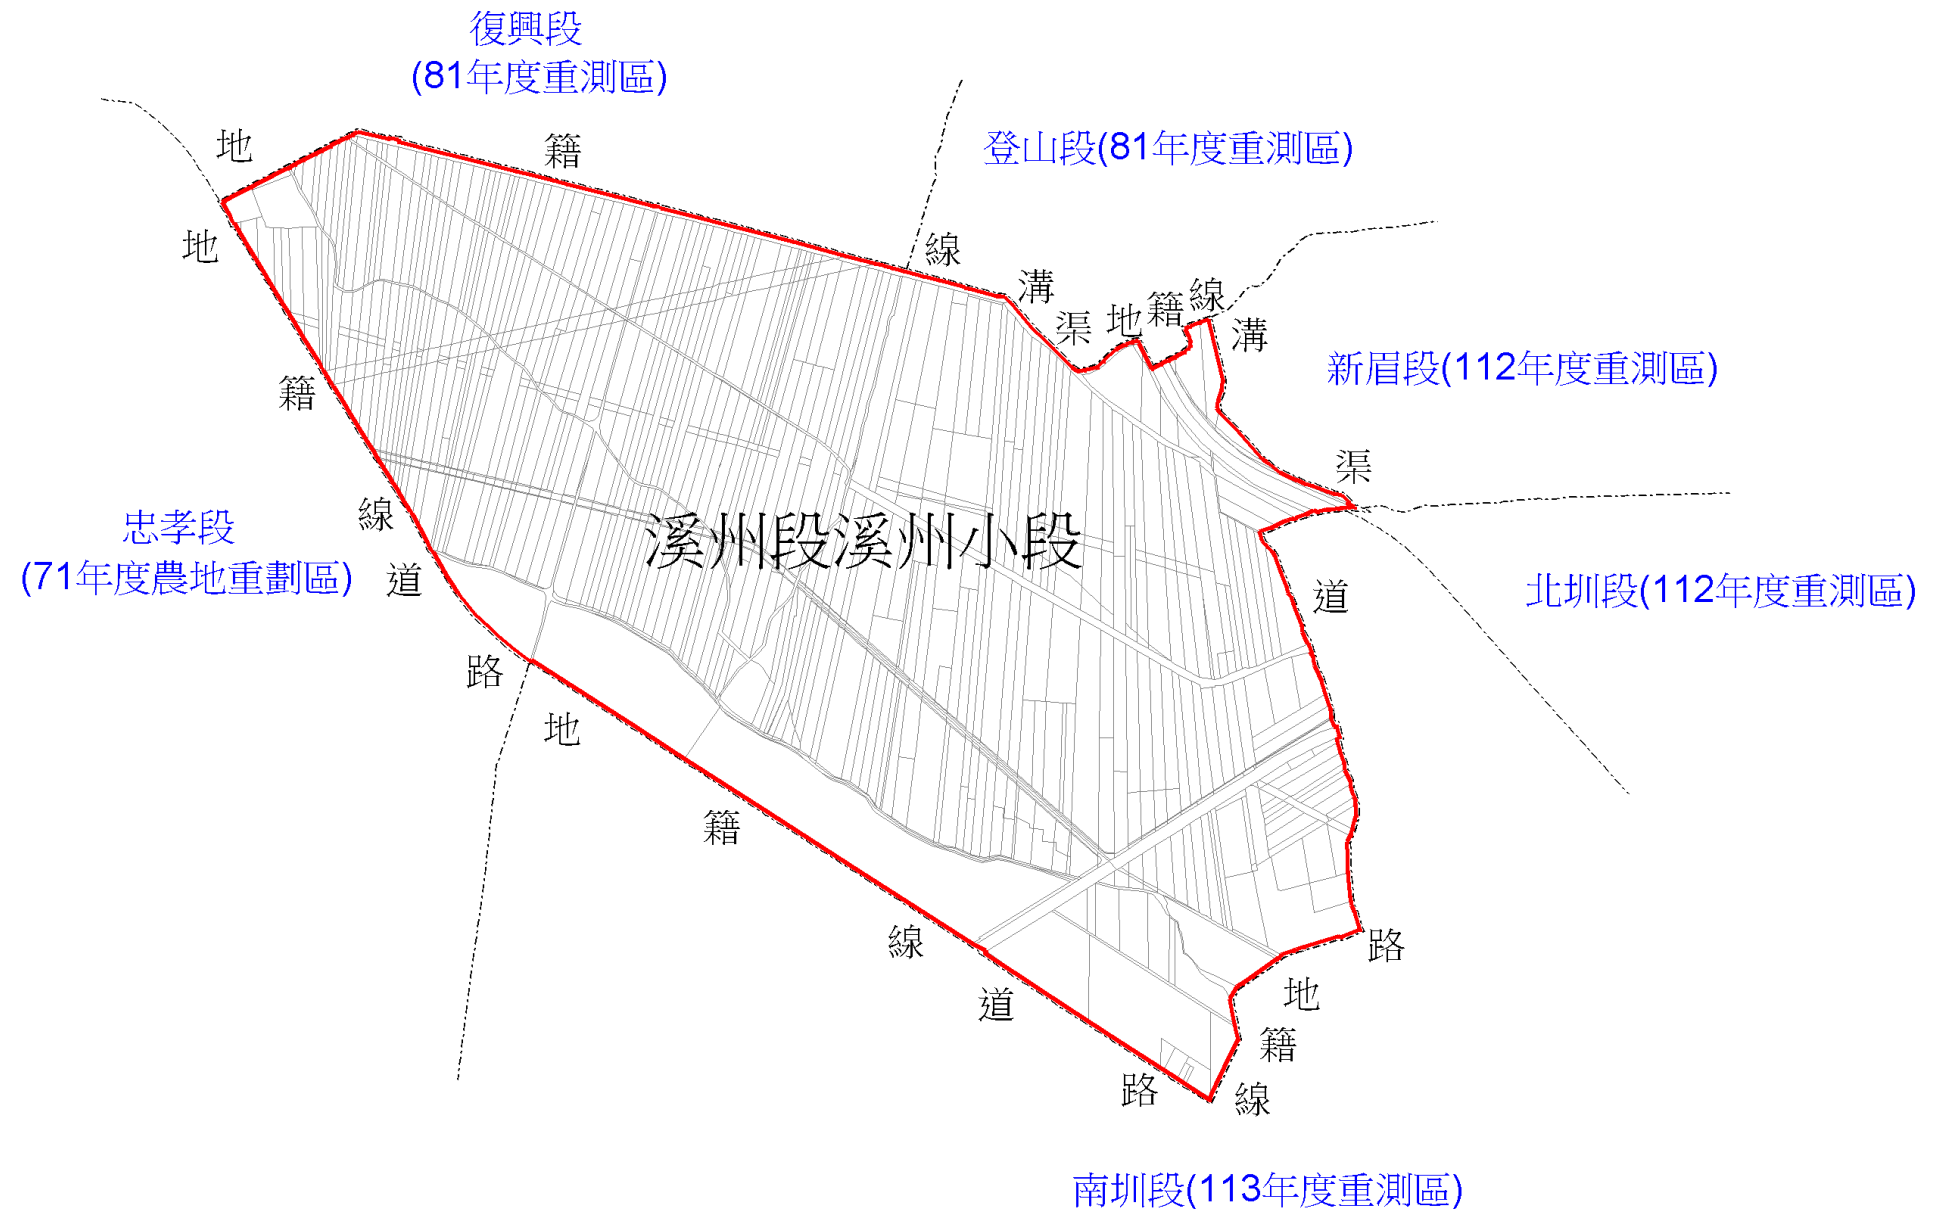 復興段
(81年度重測區)
登山段(81年度重測區)
地
籍
線
溝
渠
地
籍
線
溝
渠
新眉段(112年度重測區)
北圳段(112年度重測區)
道
路
地
籍
線
地
籍
線
道
路
地
籍
線
道
路
忠孝段
(71年度農地重劃區)
溪州段溪州小段
南圳段(113年度重測區)